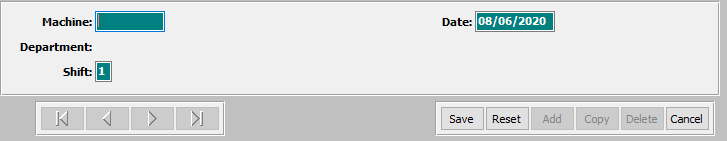 Machine: Date: 08/06/2020
Department:
Shift: 1
Save Reset Add Copy Delete Cancel